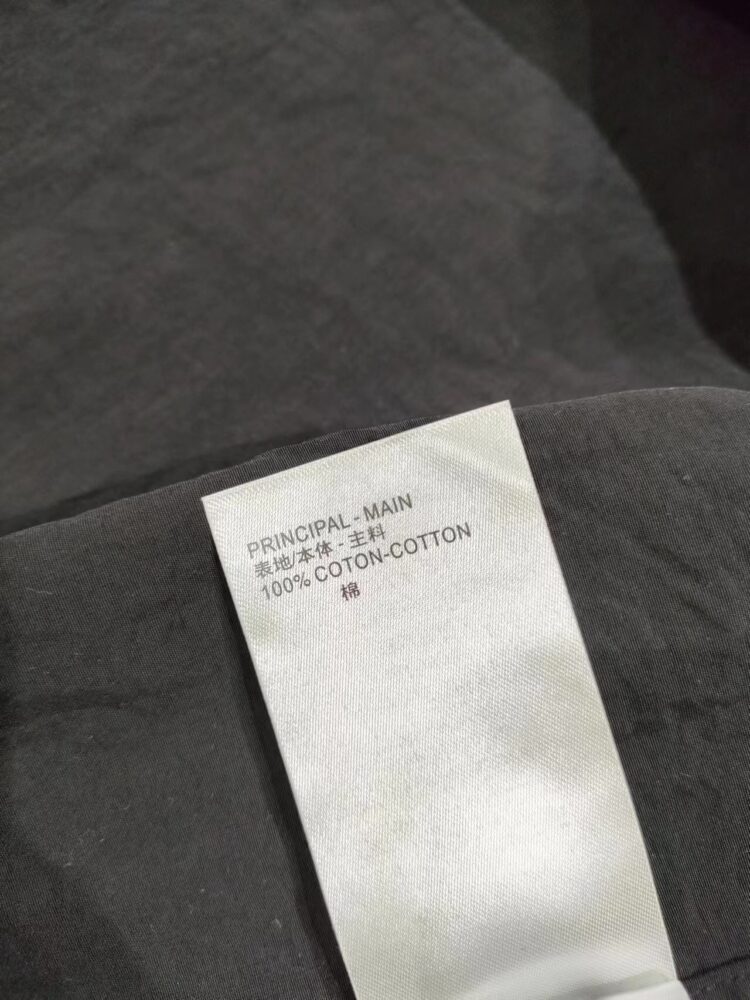 PRINCIPAL - MAIN
表地/本体 - 主料
100% COTON-COTTON
棉